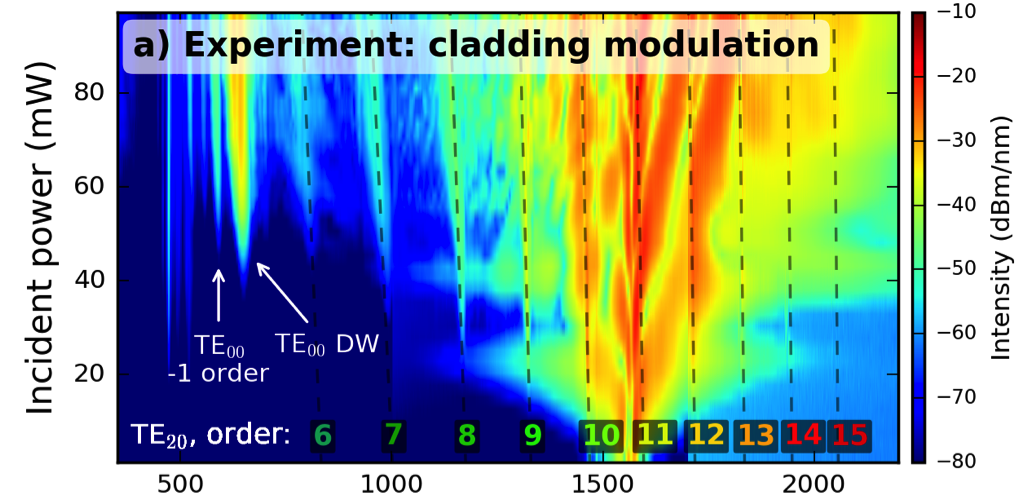 a) Experiment: cladding modulation
Incident power (mW)
80
60
40
20
TE₀₀
-1 order
TE₀₀ DW
TE₂₀, order: 6 7 8 9 10 11 12 13 14 15
500 1000 1500 2000
−10
−20
−30
−40
−50
−60
−70
−80
Intensity (dBm/nm)